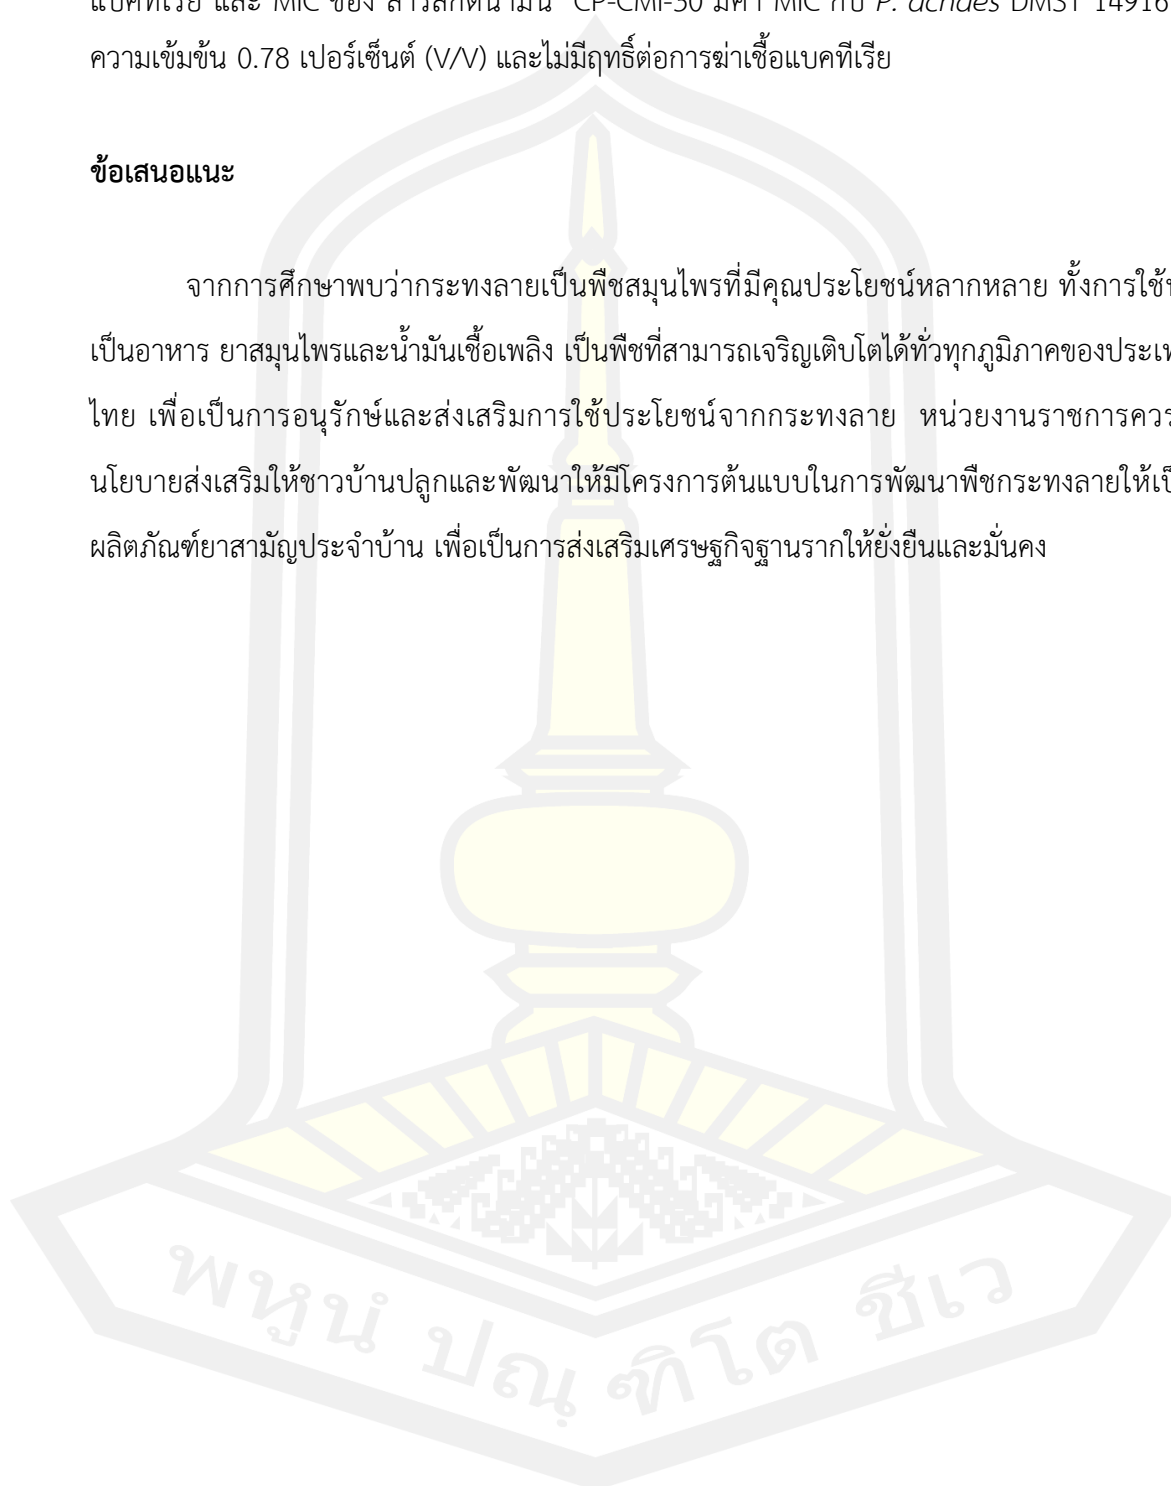 แบคทีเรีย และ MIC ของ สารสกัดน้ำมัน CP-CMI-30 มีค่า MIC กับ P. acnaes DMST 14916
ความเข้มข้น 0.78 เปอร์เซ็นต์ (V/V) และไม่มีฤทธิ์ต่อการฆ่าเชื้อแบคทีเรีย
ข้อเสนอแนะ
จากการศึกษาพบว่ากระทงลายเป็นพืชสมุนไพรที่มีคุณประโยชน์หลากหลาย ทั้งการใช้
เป็นอาหาร ยาสมุนไพรและน้ำมันเชื้อเพลิง เป็นพืชที่สามารถเจริญเติบโตได้ทั่วทุกภูมิภาคของประเท
ไทย เพื่อเป็นการอนุรักษ์และส่งเสริมการใช้ประโยชน์จากกระทงลาย หน่วยงานราชการควร
นโยบายส่งเสริมให้ชาวบ้านปลูกและพัฒนาให้มีโครงการต้นแบบในการพัฒนาพืชกระทงลายให้เป็
ผลิตภัณฑ์ยาสามัญประจำบ้าน เพื่อเป็นการส่งเสริมเศรษฐกิจฐานรากให้ยั่งยืนและมั่นคง
พหูนํ ปณฺ ฑิโต ชีเว